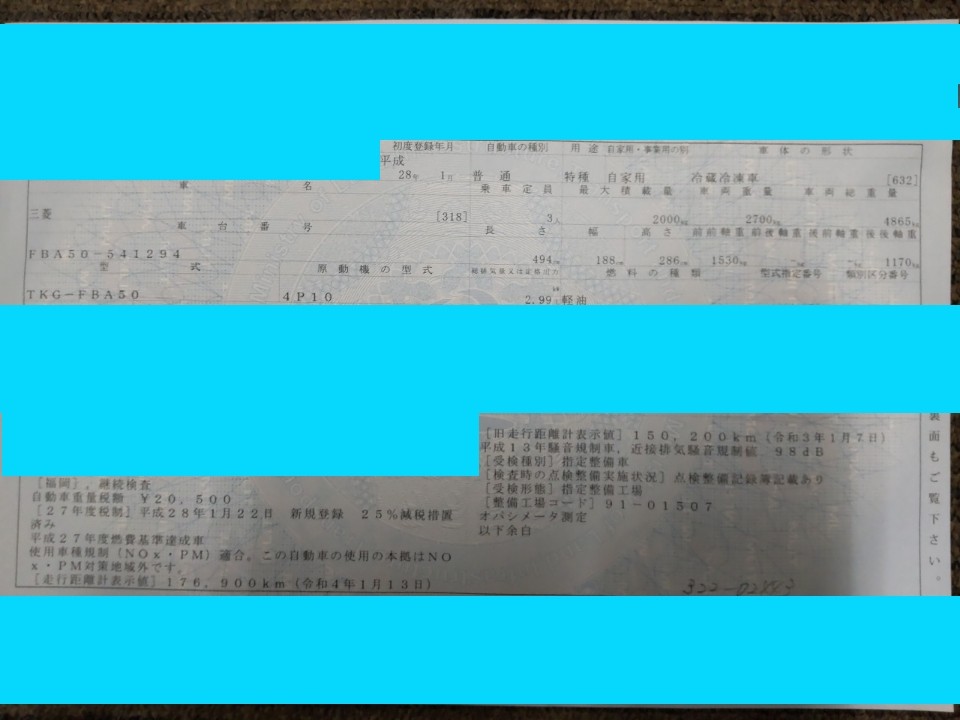 初度登録年月 自動車の種別 用途 自家用・事業用の別 車体の形状
平成
28年 1月 普通 特種 自家用 冷蔵冷凍車 [632]
車名 乗車定員 最大積載量 車両重量 車両総重量
三菱 [318] 3人 2000kg 2700kg 4865kg
車台番号 長さ 幅 高さ 前前軸重 前後軸重 後前軸重 後後軸重
FBA50-541294 494cm 188cm 286cm 1530kg -kg -kg 1170kg
型式 原動機の型式 総排気量又は定格出力 燃料の種類 型式指定番号 類別区分番号
TKG-FBA50 4P10 2.99 軽油
裏面もご覧下さい。
[旧走行距離計表示値] 150,200km (令和3年1月7日)
平成13年騒音規制車, 近接排気騒音規制値 98dB
[受検種別] 指定整備車
[検査時の点検整備実施状況] 点検整備記録簿記載あり
[受検形態] 指定整備工場
[整備工場コード] 91-01507
オパシメータ測定
以下余白
[福岡], 継続検査
自動車重量税額 ¥20,500
[27年度税制] 平成28年1月22日 新規登録 25%減税措置
済み
平成27年度燃費基準達成車
使用車種規制 (NOx・PM) 適合。この自動車の使用の本拠はNO
x・PM対策地域外です。
[走行距離計表示値] 176,900km (令和4年1月13日)